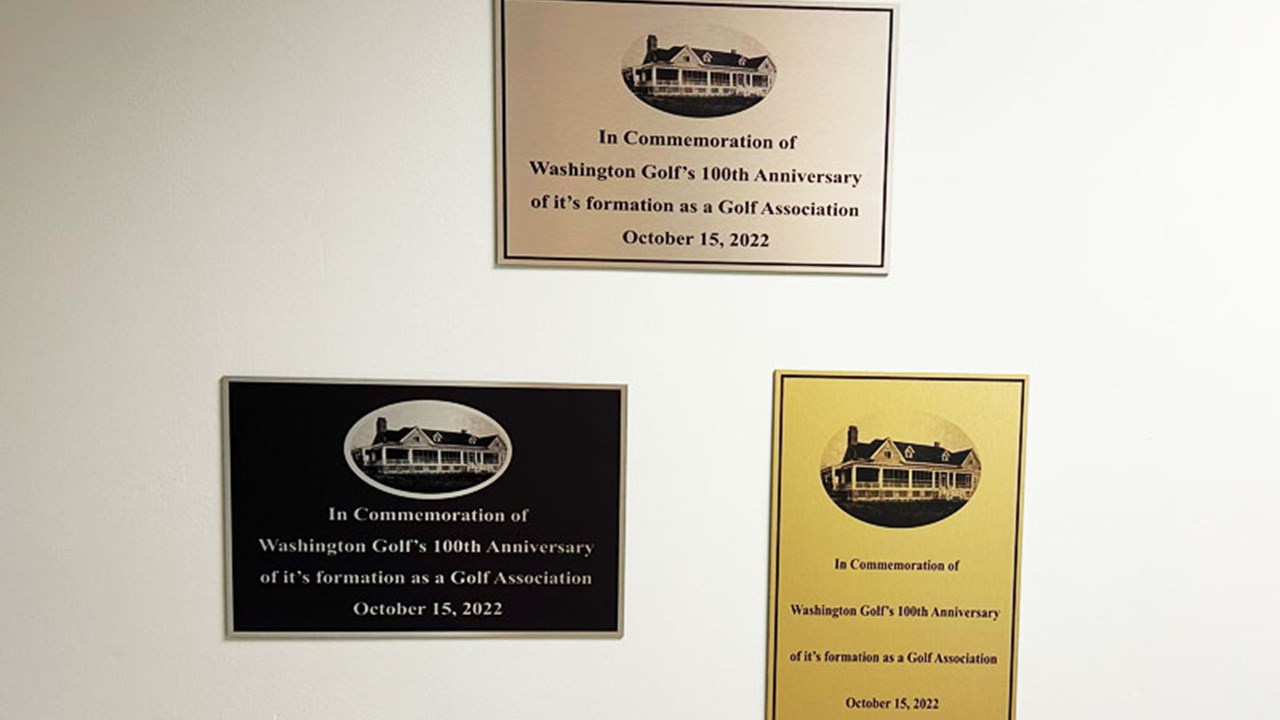 In Commemoration of
Washington Golf's 100th Anniversary
of it's formation as a Golf Association
October 15, 2022
In Commemoration of
Washington Golf's 100th Anniversary
of it's formation as a Golf Association
October 15, 2022
In Commemoration of
Washington Golf's 100th Anniversary
of it's formation as a Golf Association
October 15, 2022